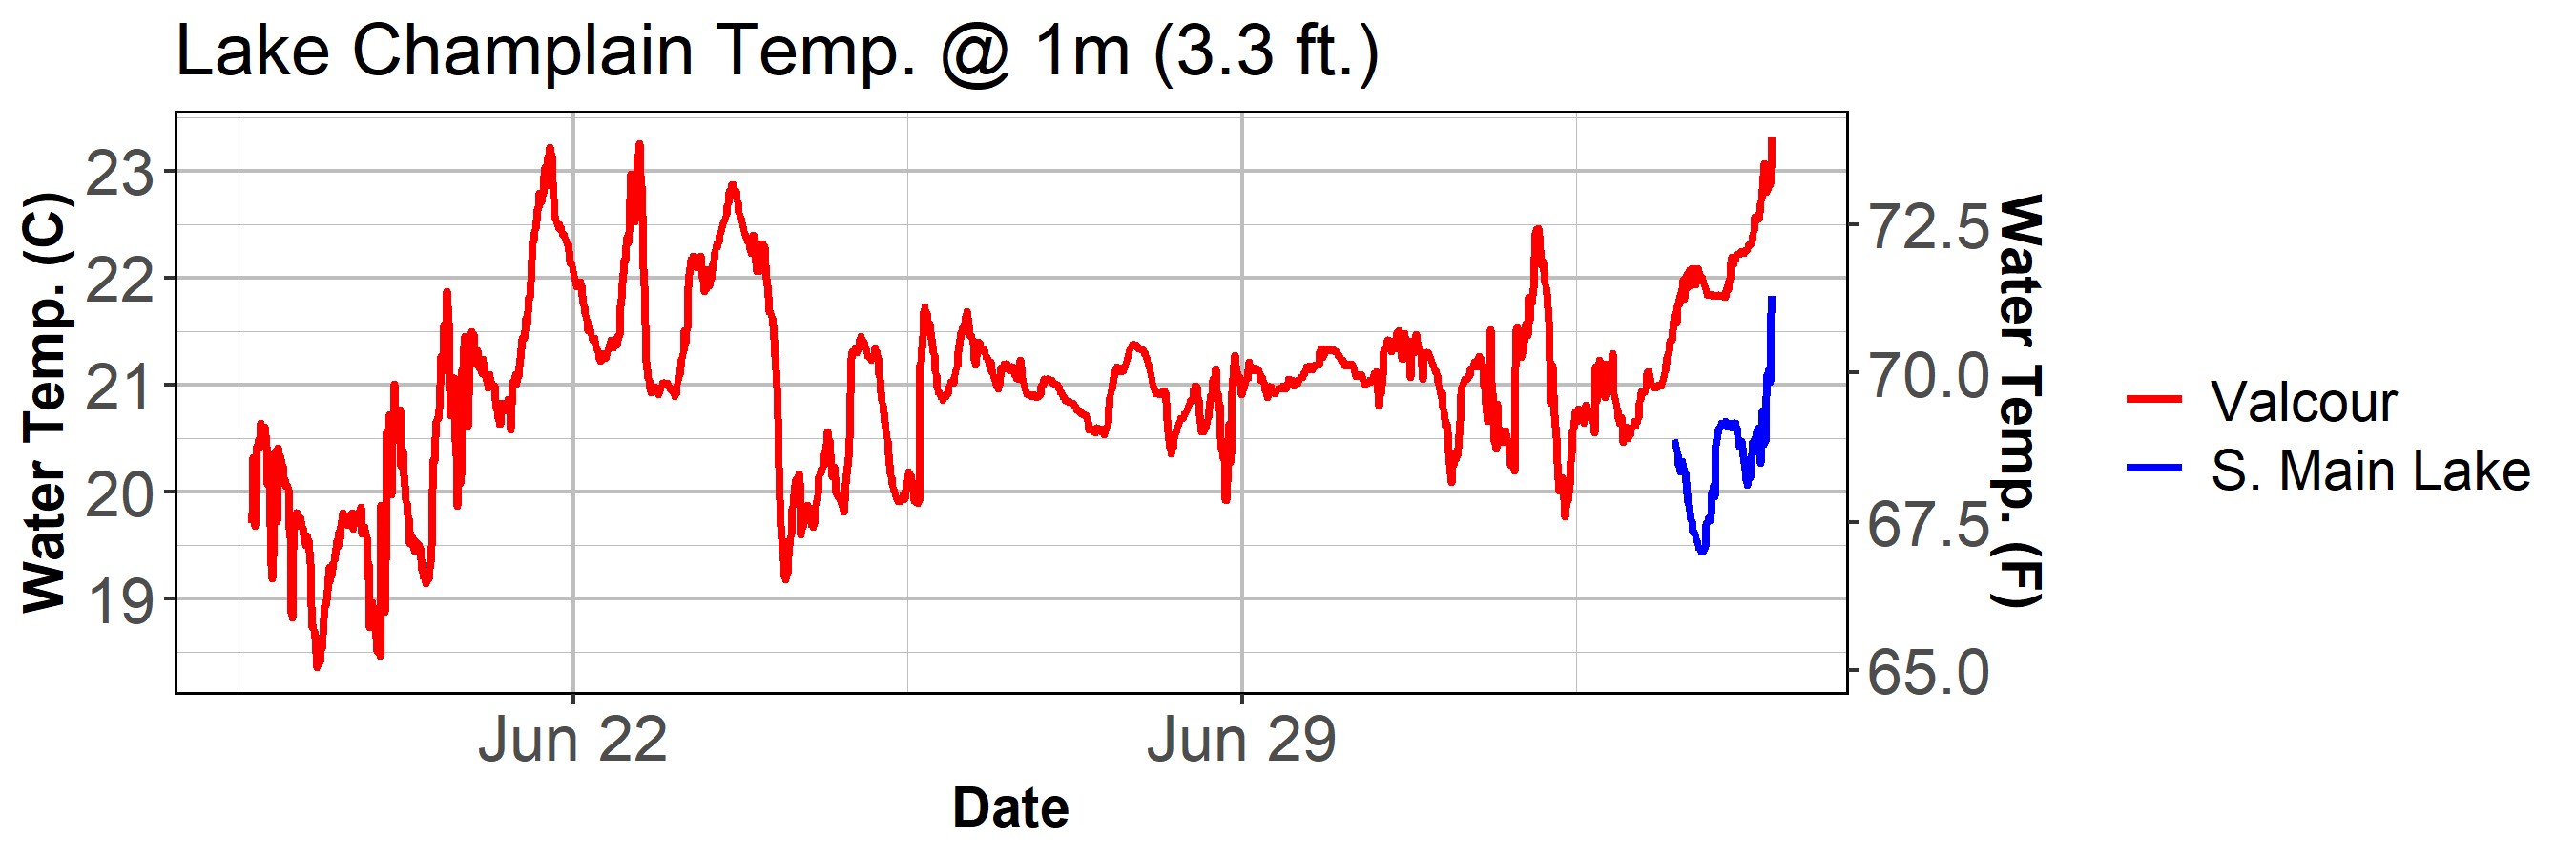 Lake Champlain Temp. @ 1m (3.3 ft.)
Water Temp. (C)
23
22
21
20
19
72.5
70.0
67.5
65.0
Water Temp. (F)
Jun 22
Jun 29
Date
Valcour
S. Main Lake